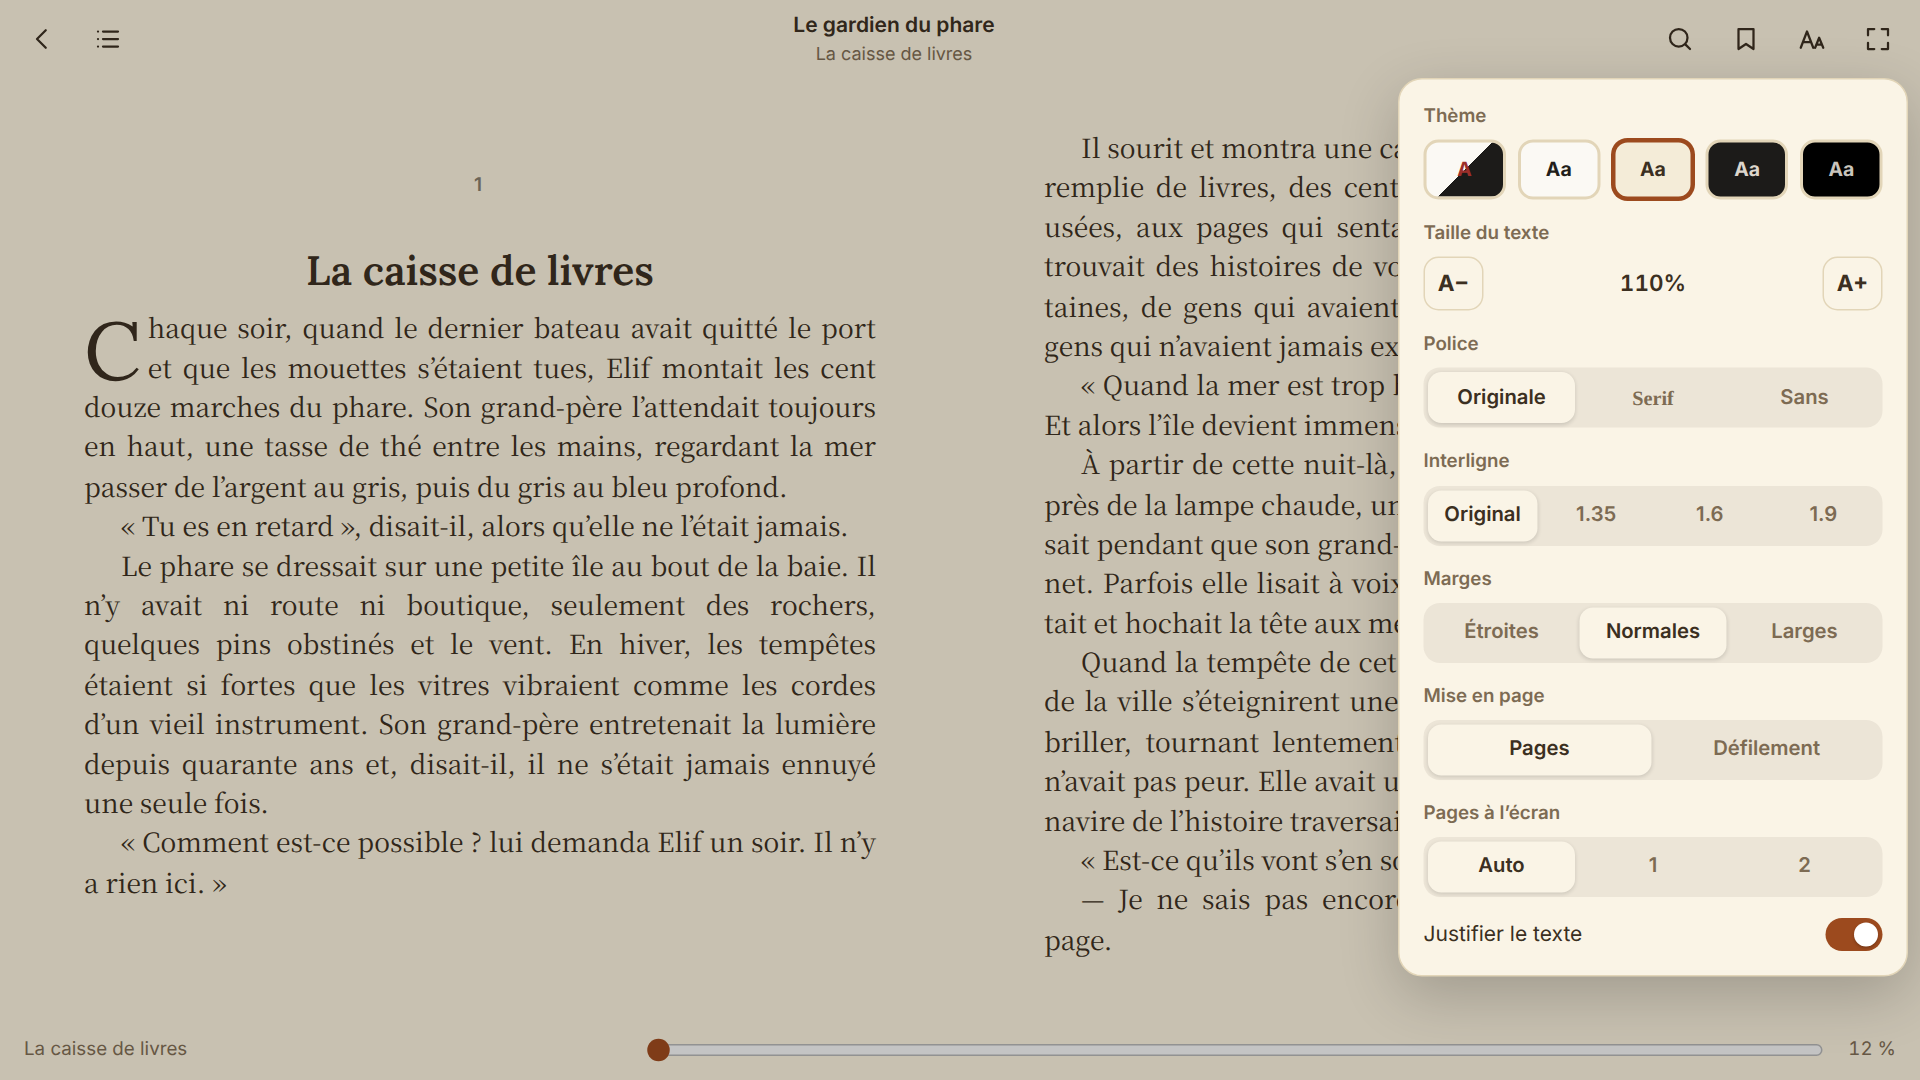 Le gardien du phare
La caisse de livres
1
La caisse de livres
Chaque soir, quand le dernier bateau avait quitté le port
et que les mouettes s’étaient tues, Elif montait les cent
douze marches du phare. Son grand-père l’attendait toujours
en haut, une tasse de thé entre les mains, regardant la mer
passer de l’argent au gris, puis du gris au bleu profond.
« Tu es en retard », disait-il, alors qu’elle ne l’était jamais.
Le phare se dressait sur une petite île au bout de la baie. Il
n’y avait ni route ni boutique, seulement des rochers,
quelques pins obstinés et le vent. En hiver, les tempêtes
étaient si fortes que les vitres vibraient comme les cordes
d’un vieil instrument. Son grand-père entretenait la lumière
depuis quarante ans et, disait-il, il ne s’était jamais ennuyé
une seule fois.
« Comment est-ce possible ? lui demanda Elif un soir. Il n’y
a rien ici. »
Il sourit et montra une
remplie de livres, des
usées, aux pages qui
trouvait des histoires de
taines, de gens qui avaient
gens qui n’avaient jamais
« Quand la mer est trop
Et alors l’île devient
À partir de cette nuit-là,
près de la lampe chaude,
sait pendant que son grand-
net. Parfois elle lisait à
tait et hochait la tête aux
Quand la tempête de
de la ville s’éteignirent
briller, tournant
n’avait pas peur. Elle avait
navire de l’histoire
« Est-ce qu’ils vont s’en
— Je ne sais pas
page.
Thème
A Aa Aa Aa Aa
Taille du texte
A− 110% A+
Police
Originale Serif Sans
Interligne
Original 1.35 1.6 1.9
Marges
Étroites Normales Larges
Mise en page
Pages Défilement
Pages à l’écran
Auto 1 2
Justifier le texte
La caisse de livres
12 %